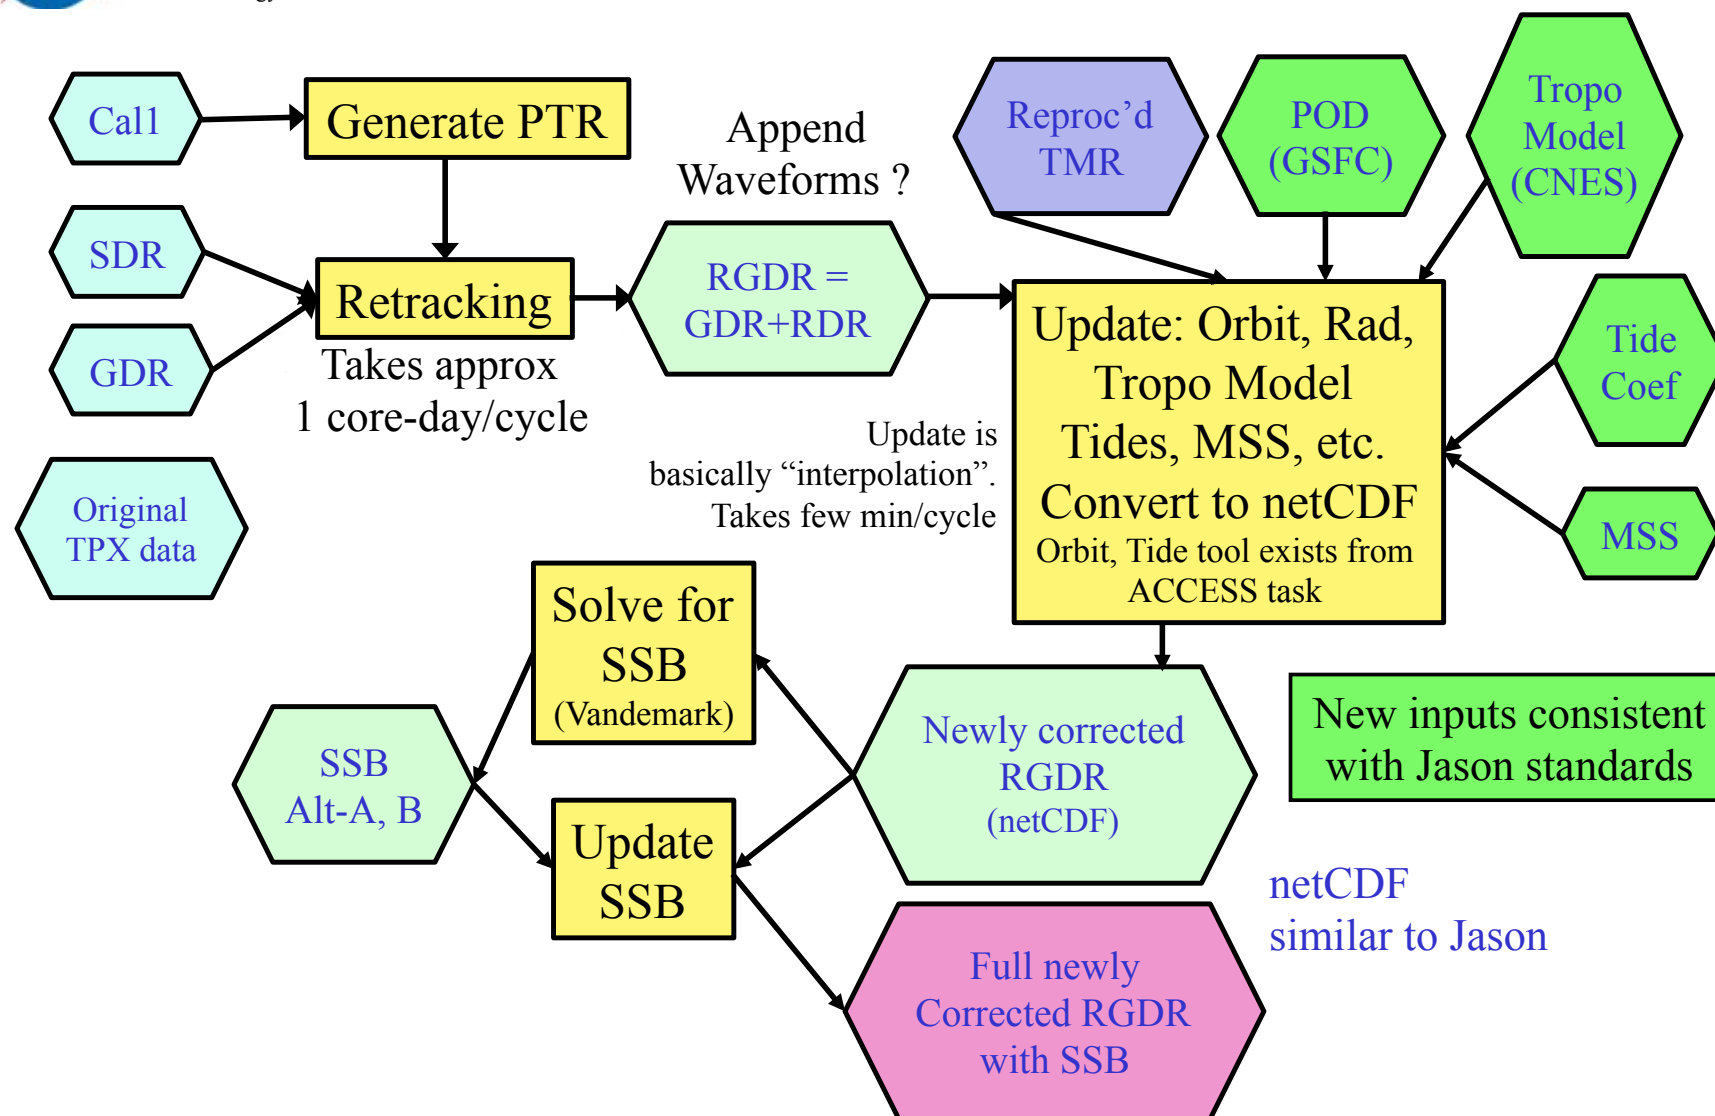 Cal1
Generate PTR
Append
Waveforms ?
Reproc’d
TMR
POD
(GSFC)
Tropo
Model
(CNES)
SDR
GDR
Retracking
Takes approx
1 core-day/cycle
RGDR =
GDR+RDR
Update: Orbit, Rad,
Tropo Model
Tides, MSS, etc.
Convert to netCDF
Orbit, Tide tool exists from
ACCESS task
Tide
Coef
MSS
Update is
basically “interpolation”.
Takes few min/cycle
Original
TPX data
Solve for
SSB
(Vandemark)
SSB
Alt-A, B
Update
SSB
Newly corrected
RGDR
(netCDF)
New inputs consistent
with Jason standards
netCDF
similar to Jason
Full newly
Corrected RGDR
with SSB